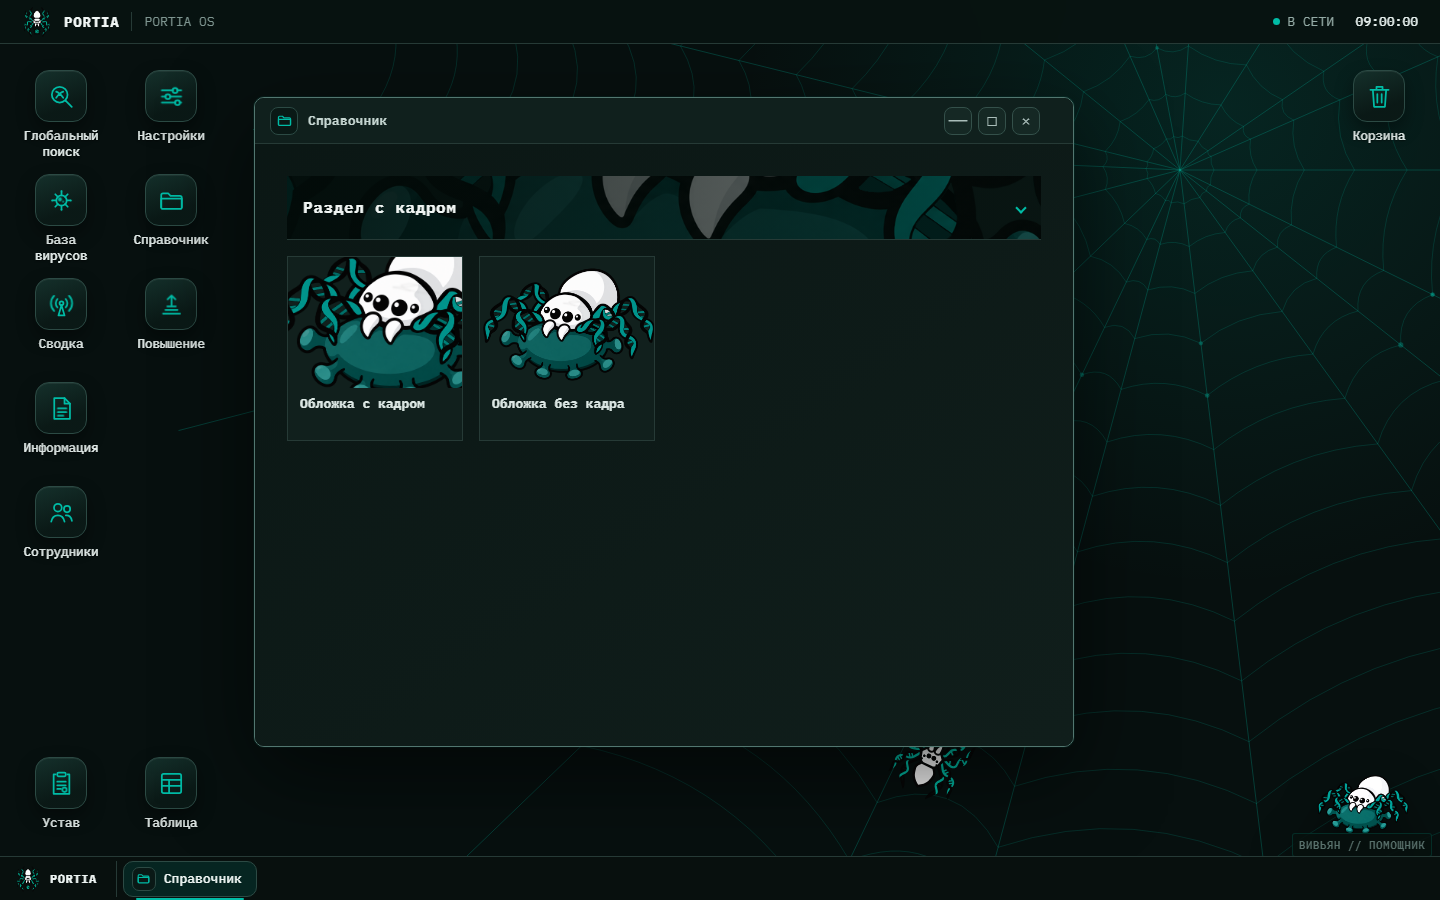 PORTIA
PORTIA OS
В СЕТИ
09:00:00
Глобальный
поиск
Настройки
База
вирусов
Справочник
Сводка
Повышение
Информация
Сотрудники
Устав
Таблица
Корзина
Справочник
Раздел с кадром
Обложка с кадром
Обложка без кадра
ВИВЬЯН // ПОМОЩНИК
PORTIA
Справочник